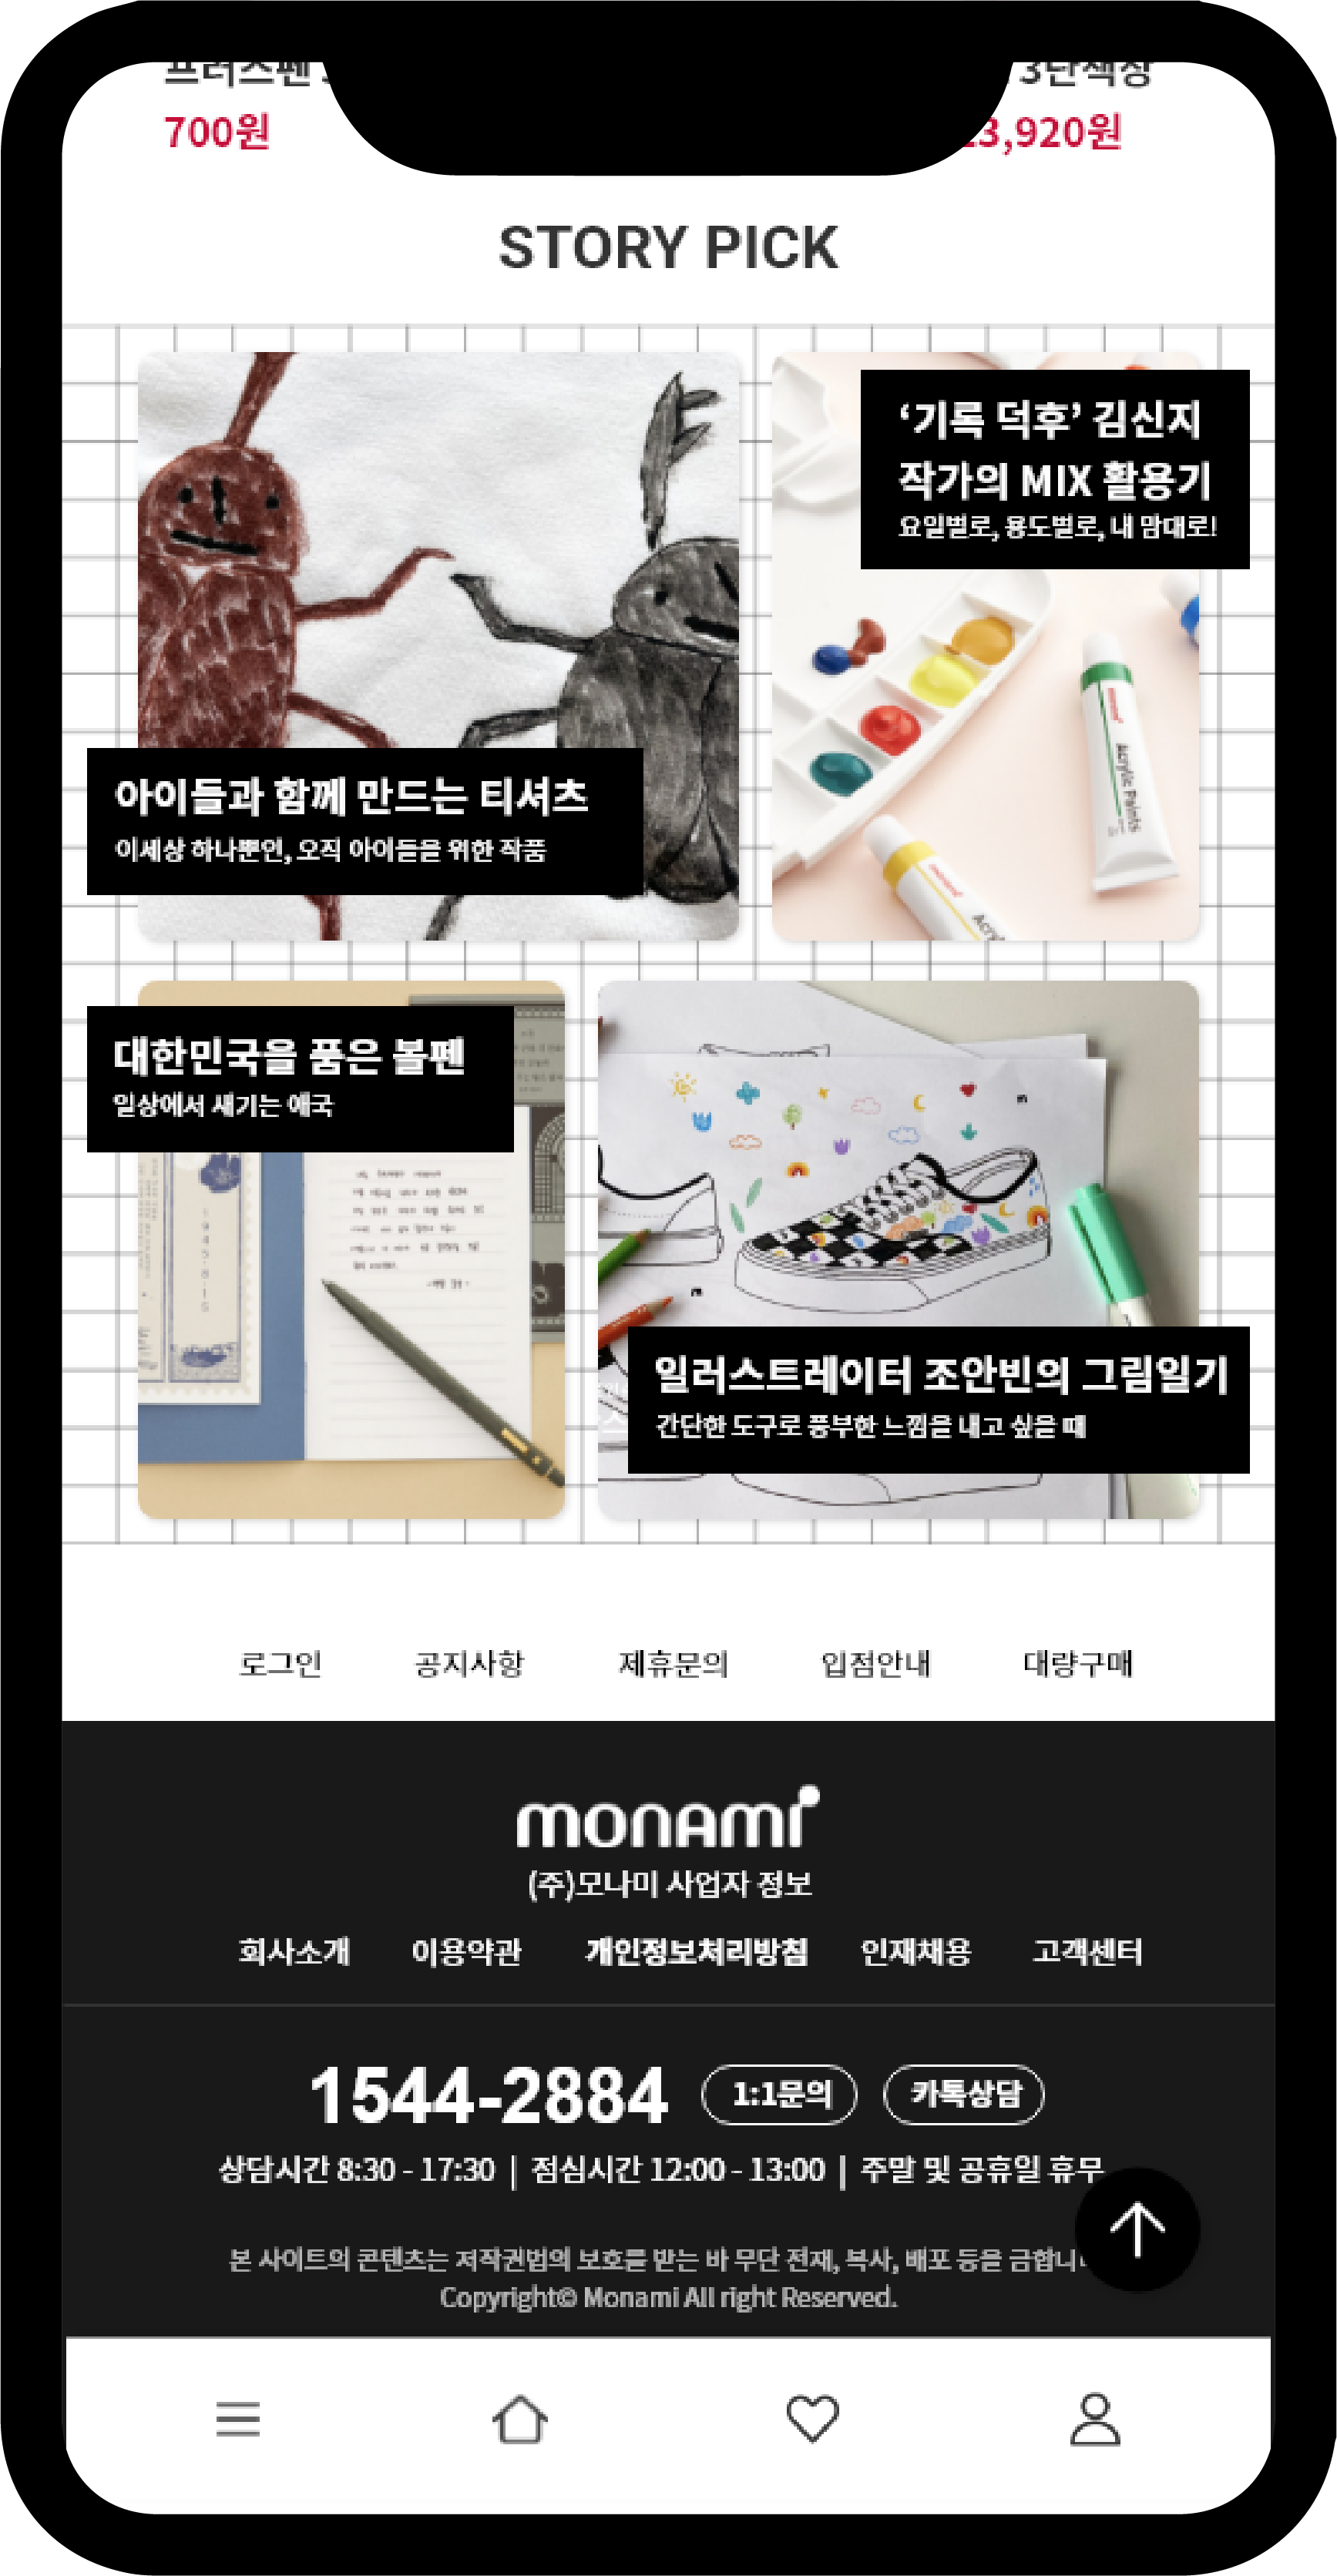 700원
3,920원
STORY PICK
‘기록 덕후’ 김신지
작가의 MIX 활용기
요일별로, 용도별로, 내 맘대로!
monami
Acrylic Paints
monami
아이들과 함께 만드는 티셔츠
이세상 하나뿐인, 오직 아이들을 위한 작품
대한민국을 품은 볼펜
일상에서 새기는 애국
1945·8·15
일러스트레이터 조안빈의 그림일기
간단한 도구로 풍부한 느낌을 내고 싶을 때
로그인 공지사항 제휴문의 입점안내 대량구매
monami
(주)모나미 사업자 정보
회사소개 이용약관 개인정보처리방침 인재채용 고객센터
1544-2884 1:1문의 카톡상담
상담시간 8:30 - 17:30 | 점심시간 12:00 - 13:00 | 주말 및 공휴일 휴무
본 사이트의 콘텐츠는 저작권법의 보호를 받는 바 무단 전재, 복사, 배포 등을 금합니
Copyright© Monami All right Reserved.